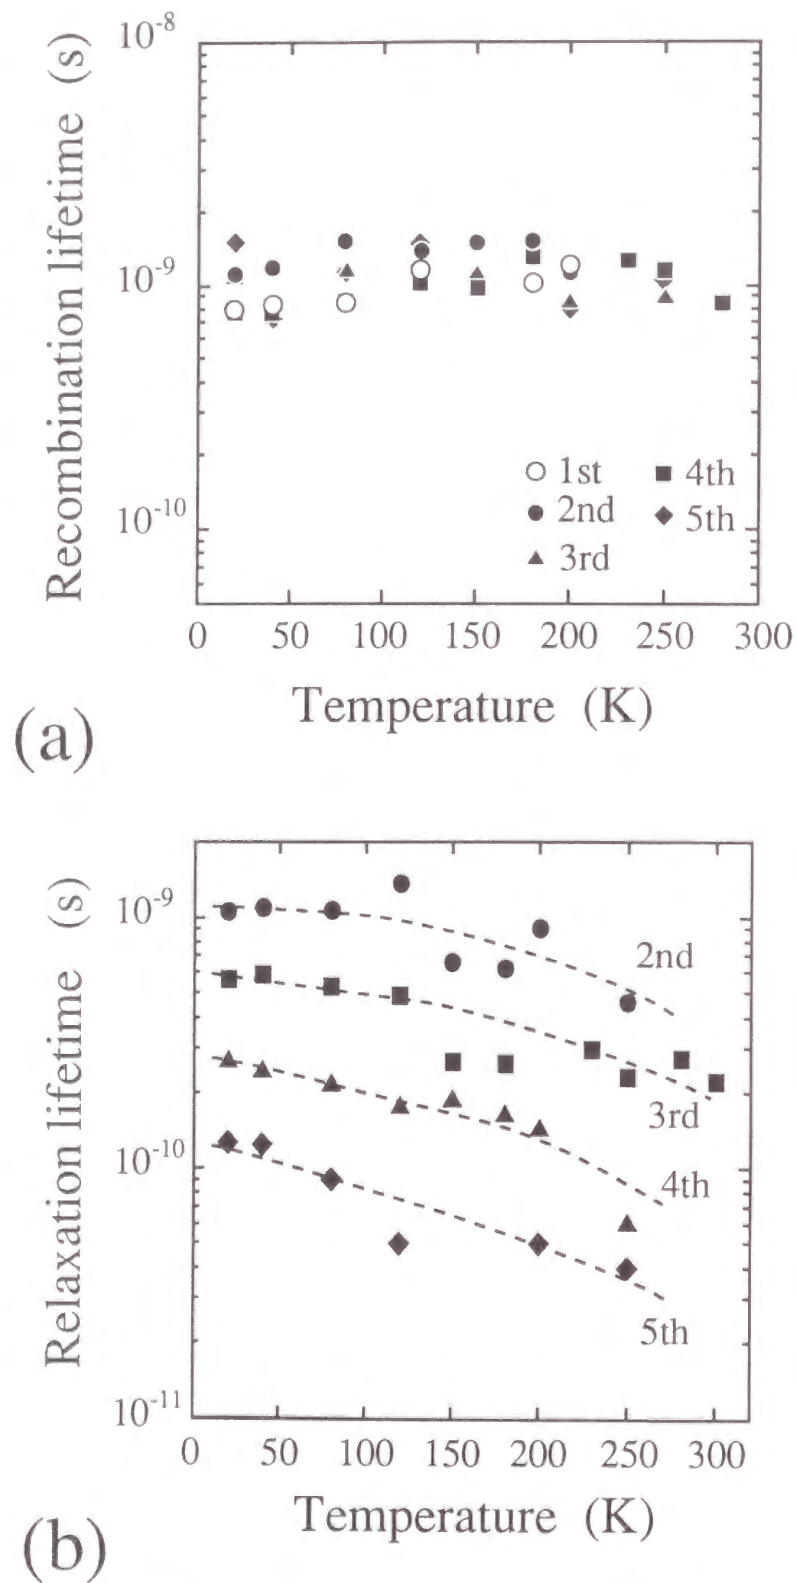 10-8
Recombination lifetime (s)
10-9
10-10
1st
2nd
3rd
4th
5th
0 50 100 150 200 250 300
Temperature (K)
(a)
10-9
Relaxation lifetime (s)
10-10
10-11
2nd
3rd
4th
5th
0 50 100 150 200 250 300
Temperature (K)
(b)